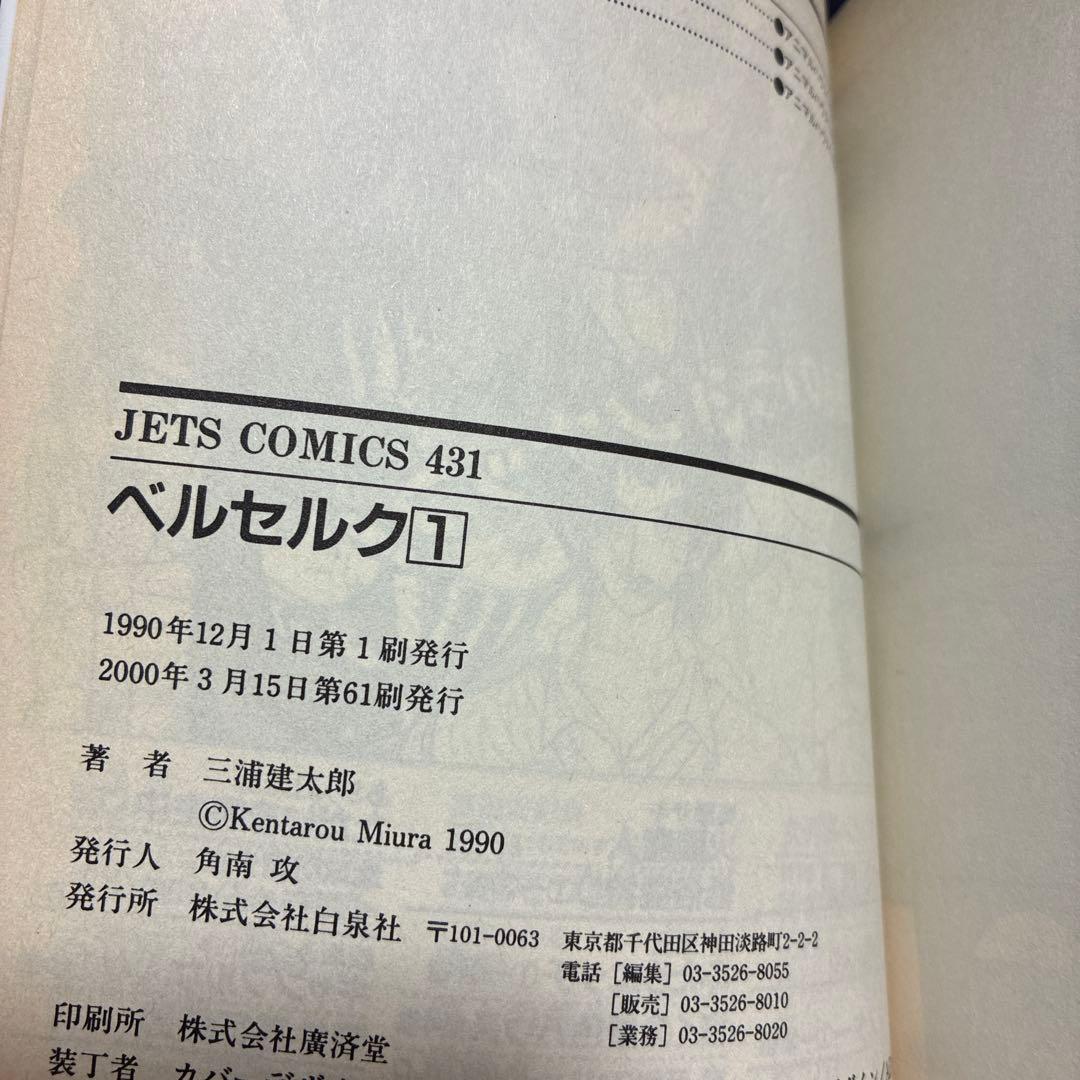 JETS COMICS 431
ベルセルク1
1990年12月1日第1刷発行
2000年3月15日第61刷発行
著 者 三浦建太郎
©Kentarou Miura 1990
発行人 角南 攻
発行所 株式会社白泉社 〒101-0063 東京都千代田区神田淡路町2-2-2
電話[編集]03-3526-8055
[販売]03-3526-8010
[業務]03-3526-8020
印刷所 株式会社廣済堂
装丁者